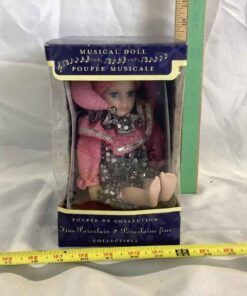 MUSICAL DOLL
POUPÉE MUSICALE
POUPÉE DE COLLECTION
Fine Porcelain & Porcelaine fine
COLLECTIBLES